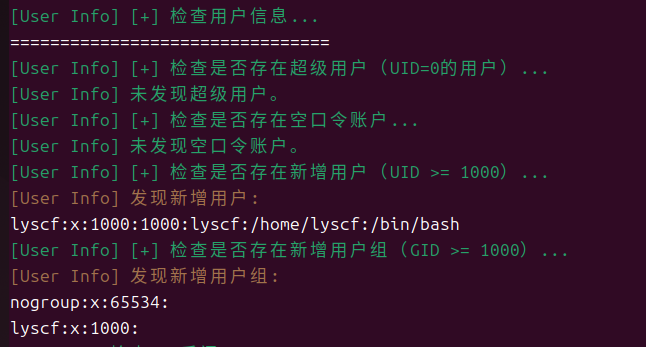 [User Info] [+] 检查用户信息...
================================
[User Info] [+] 检查是否存在超级用户（UID=0的用户）...
[User Info] 未发现超级用户。
[User Info] [+] 检查是否存在空口令账户...
[User Info] 未发现空口令账户。
[User Info] [+] 检查是否存在新增用户（UID >= 1000）...
[User Info] 发现新增用户:
lyscf:x:1000:1000:lyscf:/home/lyscf:/bin/bash
[User Info] [+] 检查是否存在新增用户组（GID >= 1000）...
[User Info] 发现新增用户组:
nogroup:x:65534:
lyscf:x:1000: